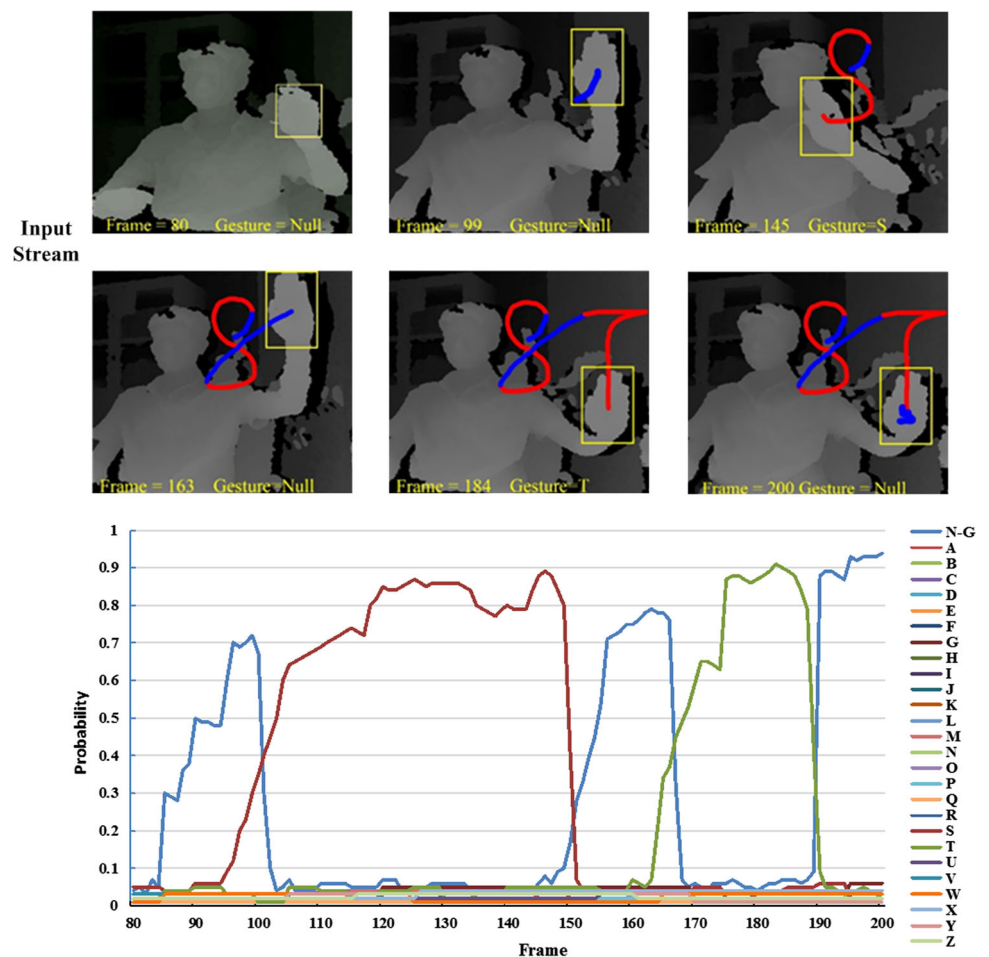 Input
Stream
Frame = 80 Gesture = Null
Frame = 99 Gesture=Null
Frame = 145 Gesture=S
Frame = 163 Gesture=Null
Frame = 184 Gesture=T
Frame = 200 Gesture = Null
Probability
1
0.9
0.8
0.7
0.6
0.5
0.4
0.3
0.2
0.1
0
80 90 100 110 120 130 140 150 160 170 180 190 200
Frame
N-G
A
B
C
D
E
F
G
H
I
J
K
L
M
N
O
P
Q
R
S
T
U
V
W
X
Y
Z